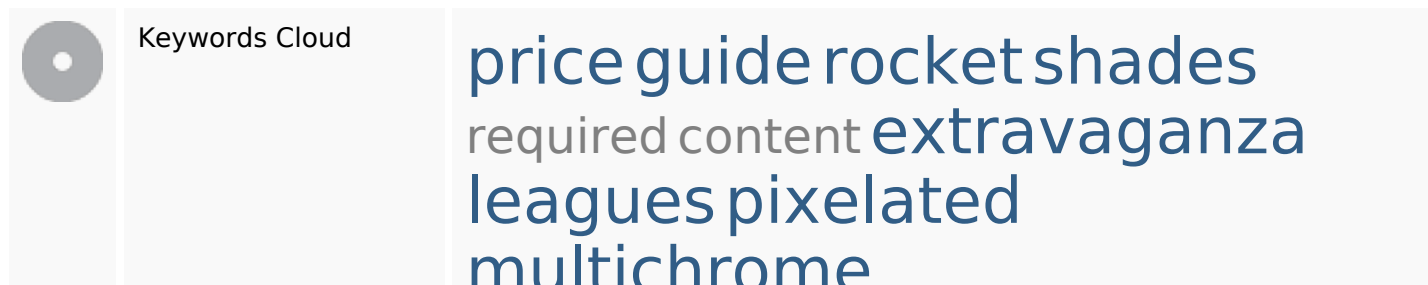 Keywords Cloud
price guide rocket shades
required content extravaganza
leagues pixelated
multichrome